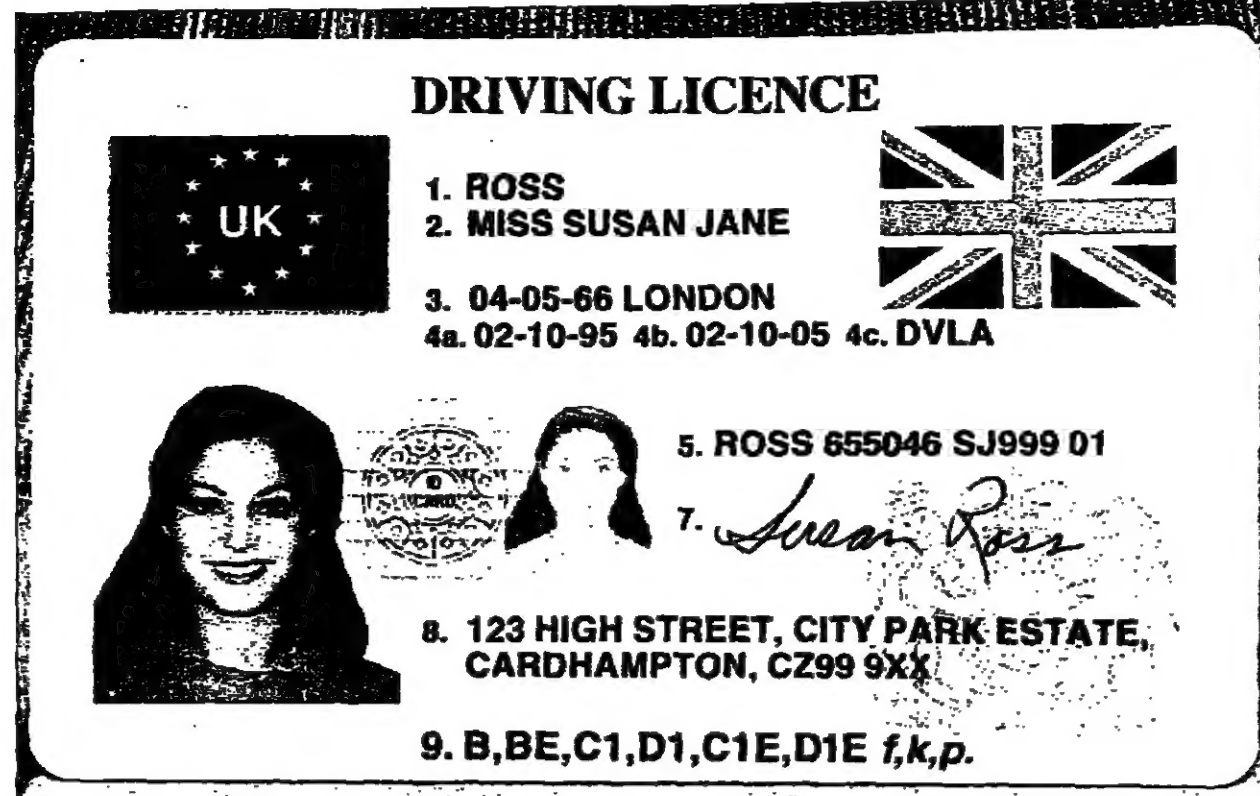 DRIVING LICENCE
UK
1. ROSS
2. MISS SUSAN JANE
3. 04-05-66 LONDON
4a. 02-10-95 4b. 02-10-05 4c. DVLA
ID
CARD
5. ROSS 655046 SJ999 01
7. Susan Ross
8. 123 HIGH STREET, CITY PARK ESTATE,
CARDHAMPTON, CZ99 9XX
9. B,BE,C1,D1,C1E,D1E f,k,p.